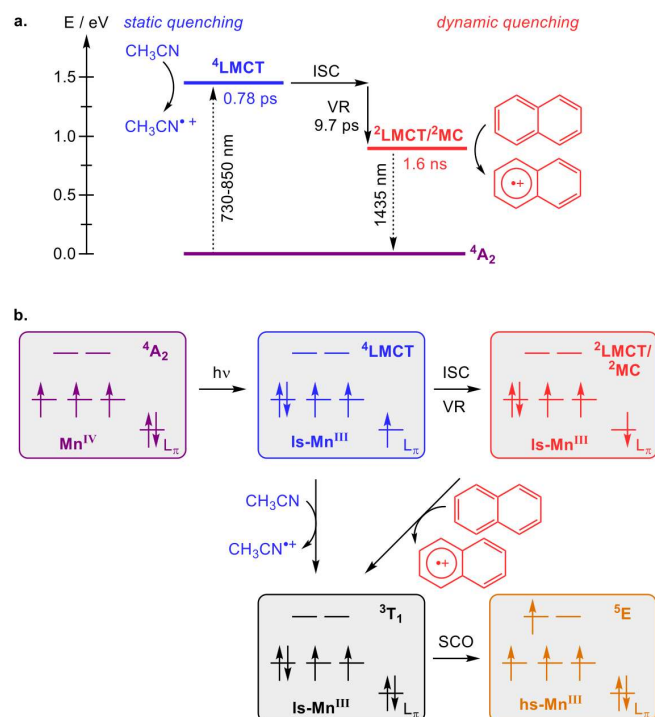 a.
E / eV
static quenching
dynamic quenching
CH₃CN
⁴LMCT
ISC
1.5
0.78 ps
VR
CH₃CN•⁺
9.7 ps
²LMCT/²MC
1.0
1.6 ns
730-850 nm
1435 nm
•+
0.5
0.0
⁴A₂
b.
⁴A₂
Mnᴵⱽ
Lπ
hν
⁴LMCT
ls-Mnᴵᴵᴵ
Lπ
ISC
VR
²LMCT/
²MC
ls-Mnᴵᴵᴵ
Lπ
CH₃CN
CH₃CN•⁺
•+
³T₁
ls-Mnᴵᴵᴵ
Lπ
SCO
⁵E
hs-Mnᴵᴵᴵ
Lπ